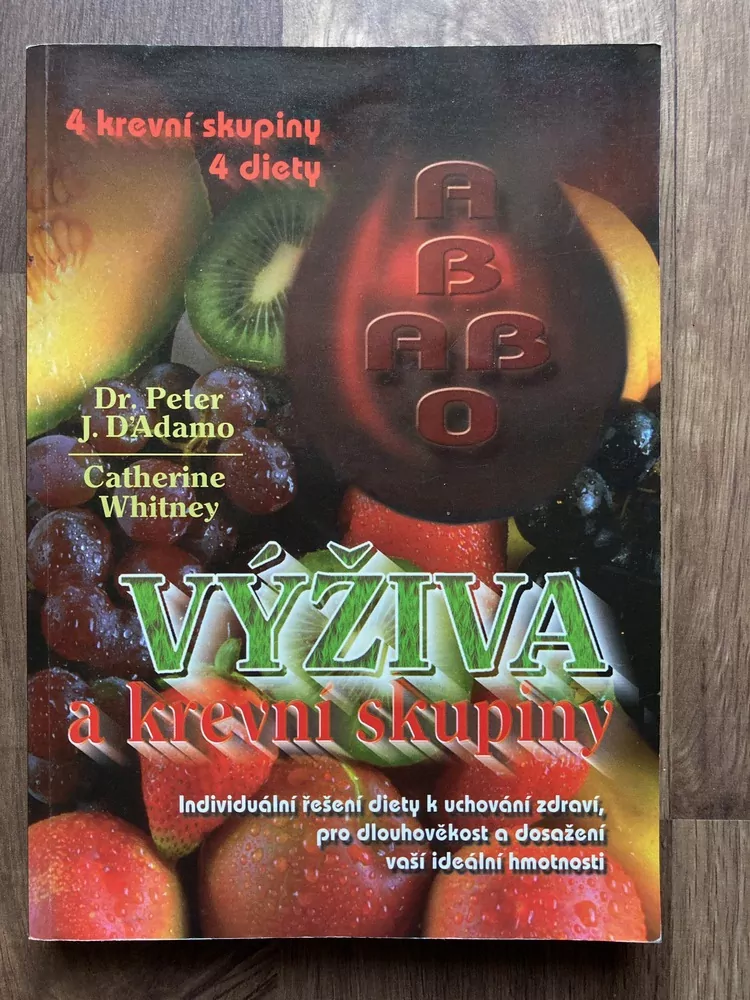 4 krevní skupiny
4 diety
A
B
AB
O
Dr. Peter
J. D'Adamo
Catherine
Whitney
VÝŽIVA
a krevní skupiny
Individuální řešení diety k uchování zdraví,
pro dlouhověkost a dosažení
vaší ideální hmotnosti